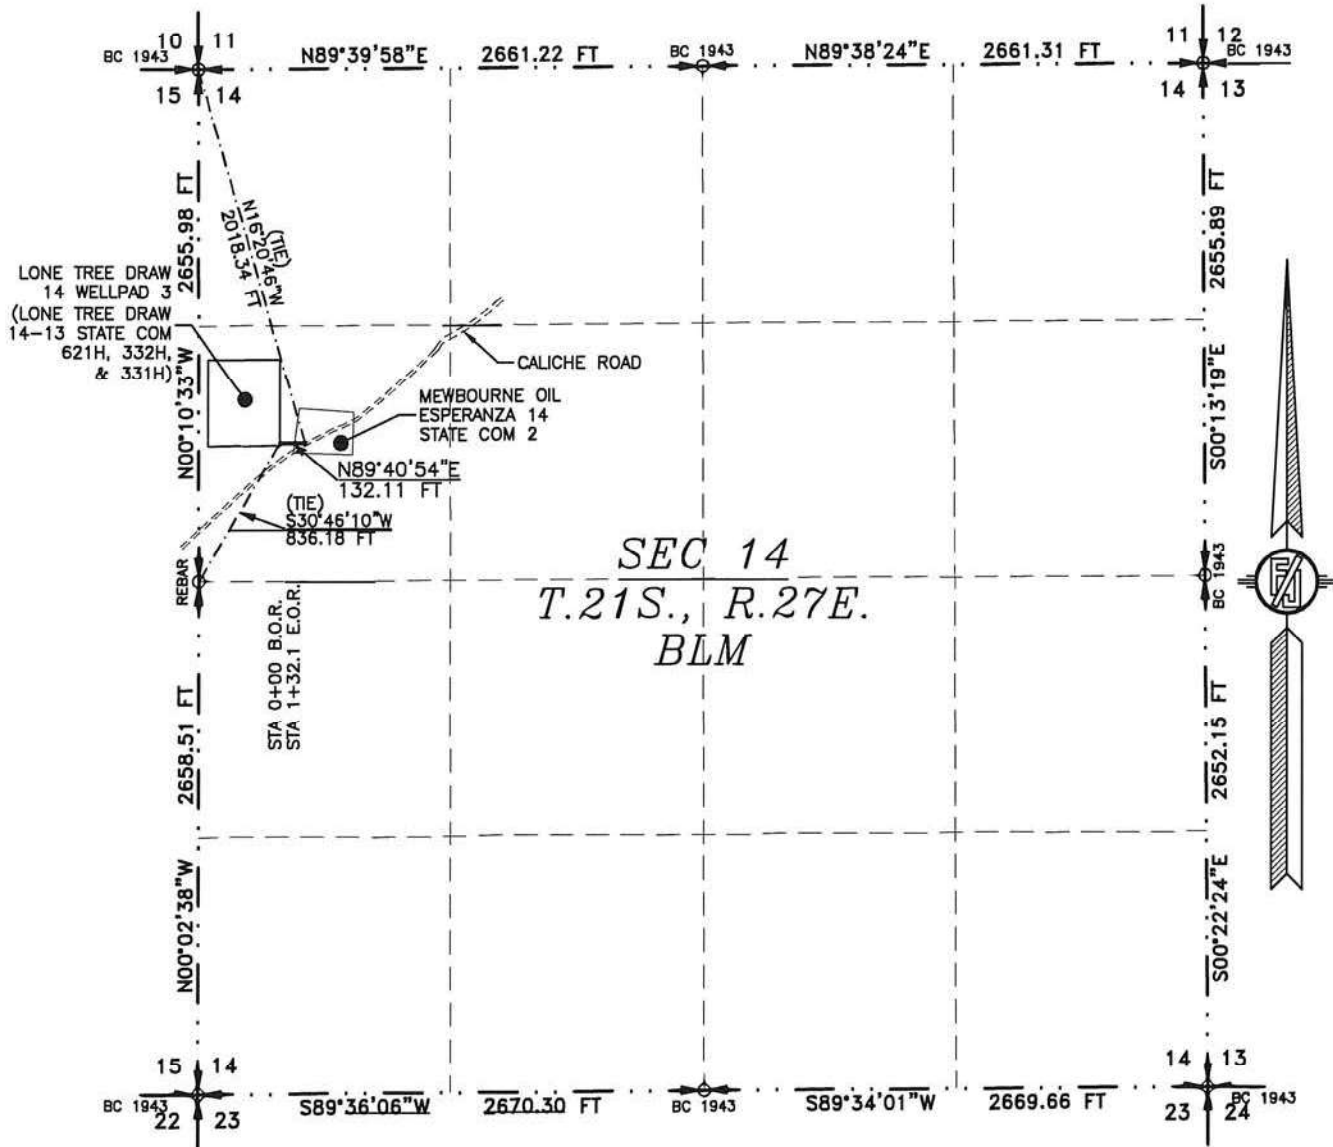 10 11
11 12
BC 1943
N89°39'58"E 2661.22 FT
BC 1943
N89°38'24"E 2661.31 FT
BC 1943
15 14
14 13
2655.98 FT
N00°10'33"W
(TIE)
N16°20'46"W
2018.34 FT
2655.89 FT
S00°13'19"E
LONE TREE DRAW
14 WELLPAD 3
(LONE TREE DRAW
14-13 STATE COM
621H, 332H,
& 331H)
CALICHE ROAD
MEWBOURNE OIL
ESPERANZA 14
STATE COM 2
N89°40'54"E
132.11 FT
(TIE)
S30°46'10"W
836.18 FT
REBAR
BC 1943
SEC 14
T.21S., R.27E.
BLM
STA 0+00 B.O.R.
STA 1+32.1 E.O.R.
2658.51 FT
N00°02'38"W
2652.15 FT
S00°22'24"E
15 14
14 13
BC 1943
S89°36'06"W 2670.30 FT
BC 1943
S89°34'01"W 2669.66 FT
BC 1943
22 23
23 24